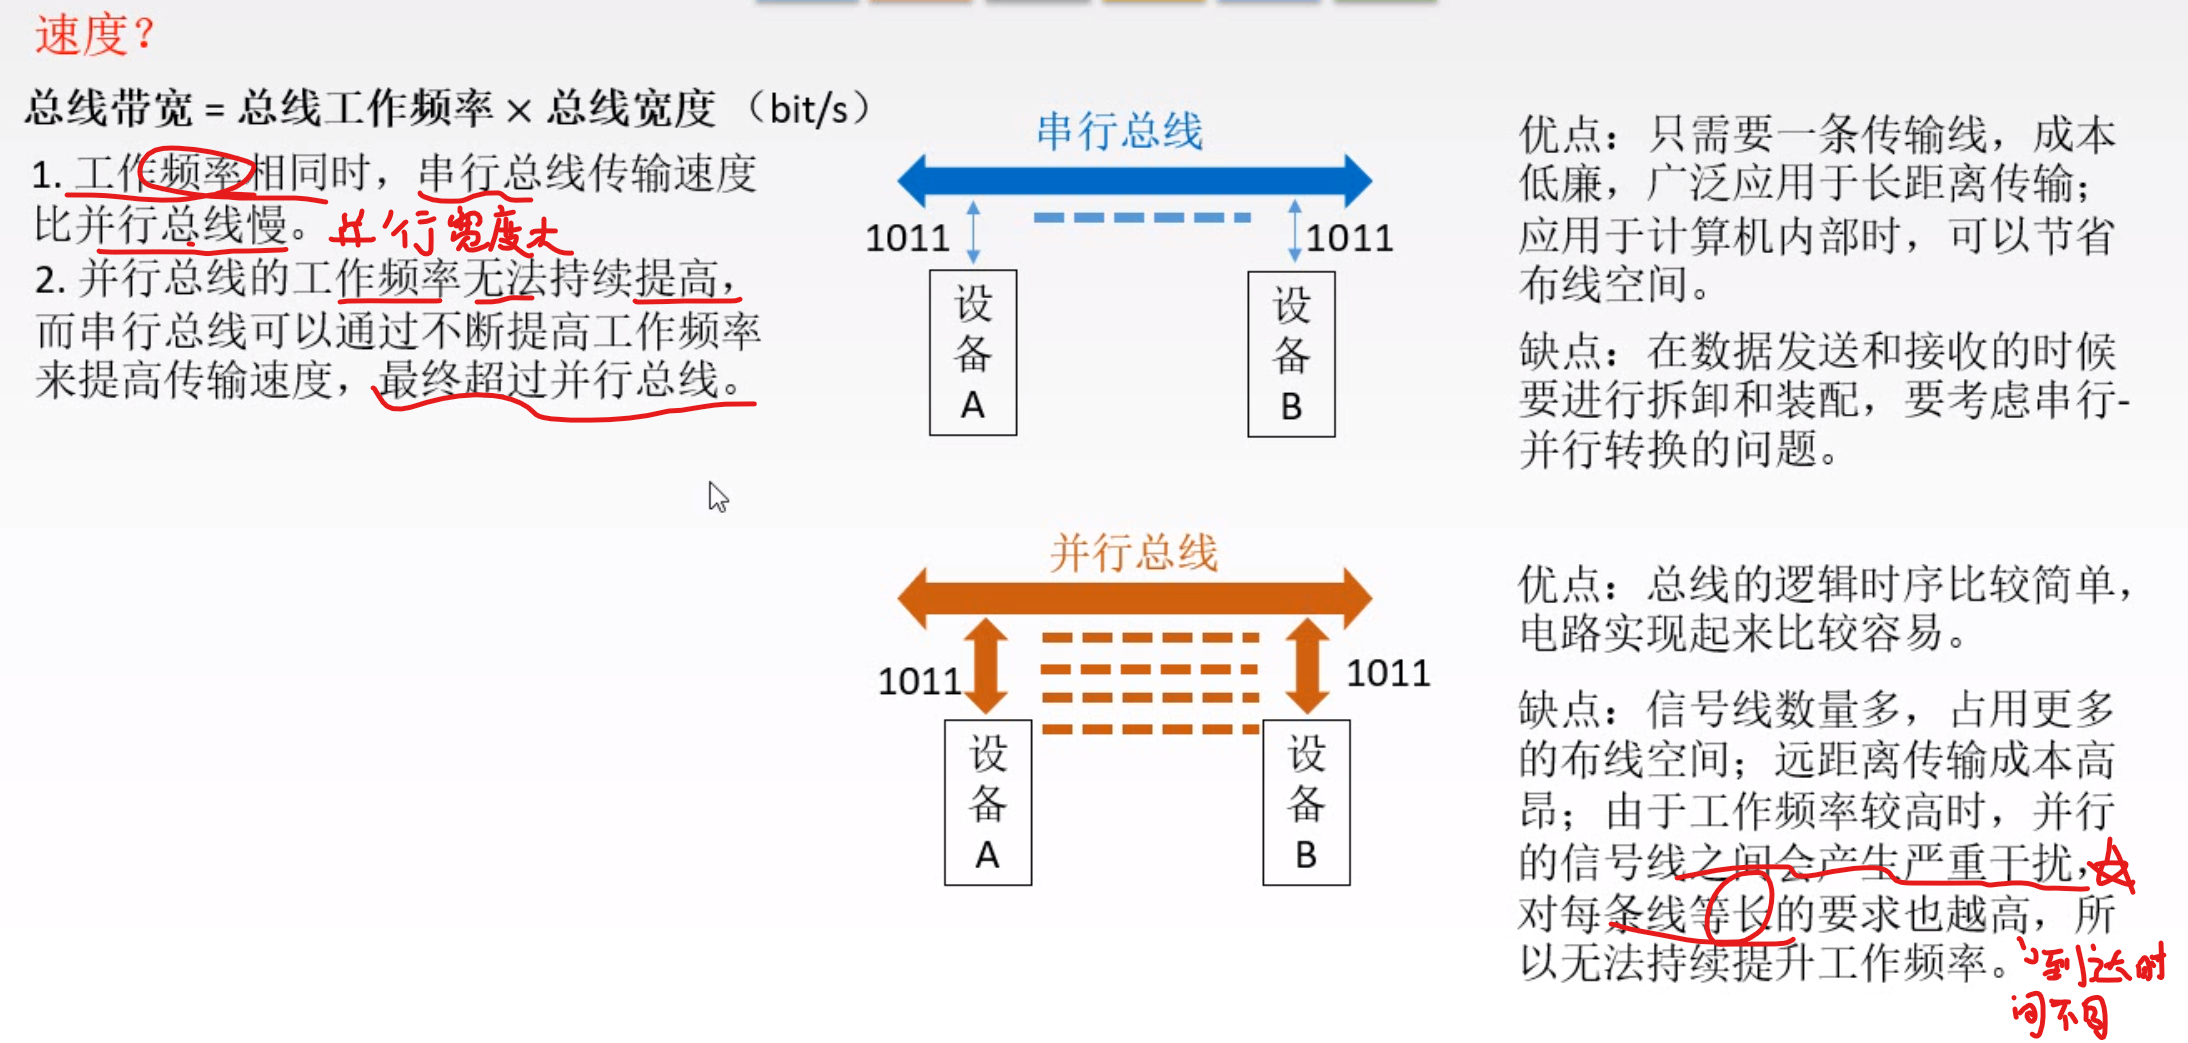 速度?
总线带宽 = 总线工作频率 × 总线宽度 （bit/s）
1. 工作频率相同时，串行总线传输速度
比并行总线慢。 并行宽度大
2. 并行总线的工作频率无法持续提高，
而串行总线可以通过不断提高工作频率
来提高传输速度，最终超过并行总线。
串行总线
1011
1011
设
备
A
设
备
B
优点：只需要一条传输线，成本
低廉，广泛应用于长距离传输；
应用于计算机内部时，可以节省
布线空间。
缺点：在数据发送和接收的时候
要进行拆卸和装配，要考虑串行-
并行转换的问题。
并行总线
1011
1011
设
备
A
设
备
B
优点：总线的逻辑时序比较简单，
电路实现起来比较容易。
缺点：信号线数量多，占用更多
的布线空间；远距离传输成本高
昂；由于工作频率较高时，并行
的信号线之间会产生严重干扰，
对每条线等长的要求也越高，所
以无法持续提升工作频率。
到达时
间不同